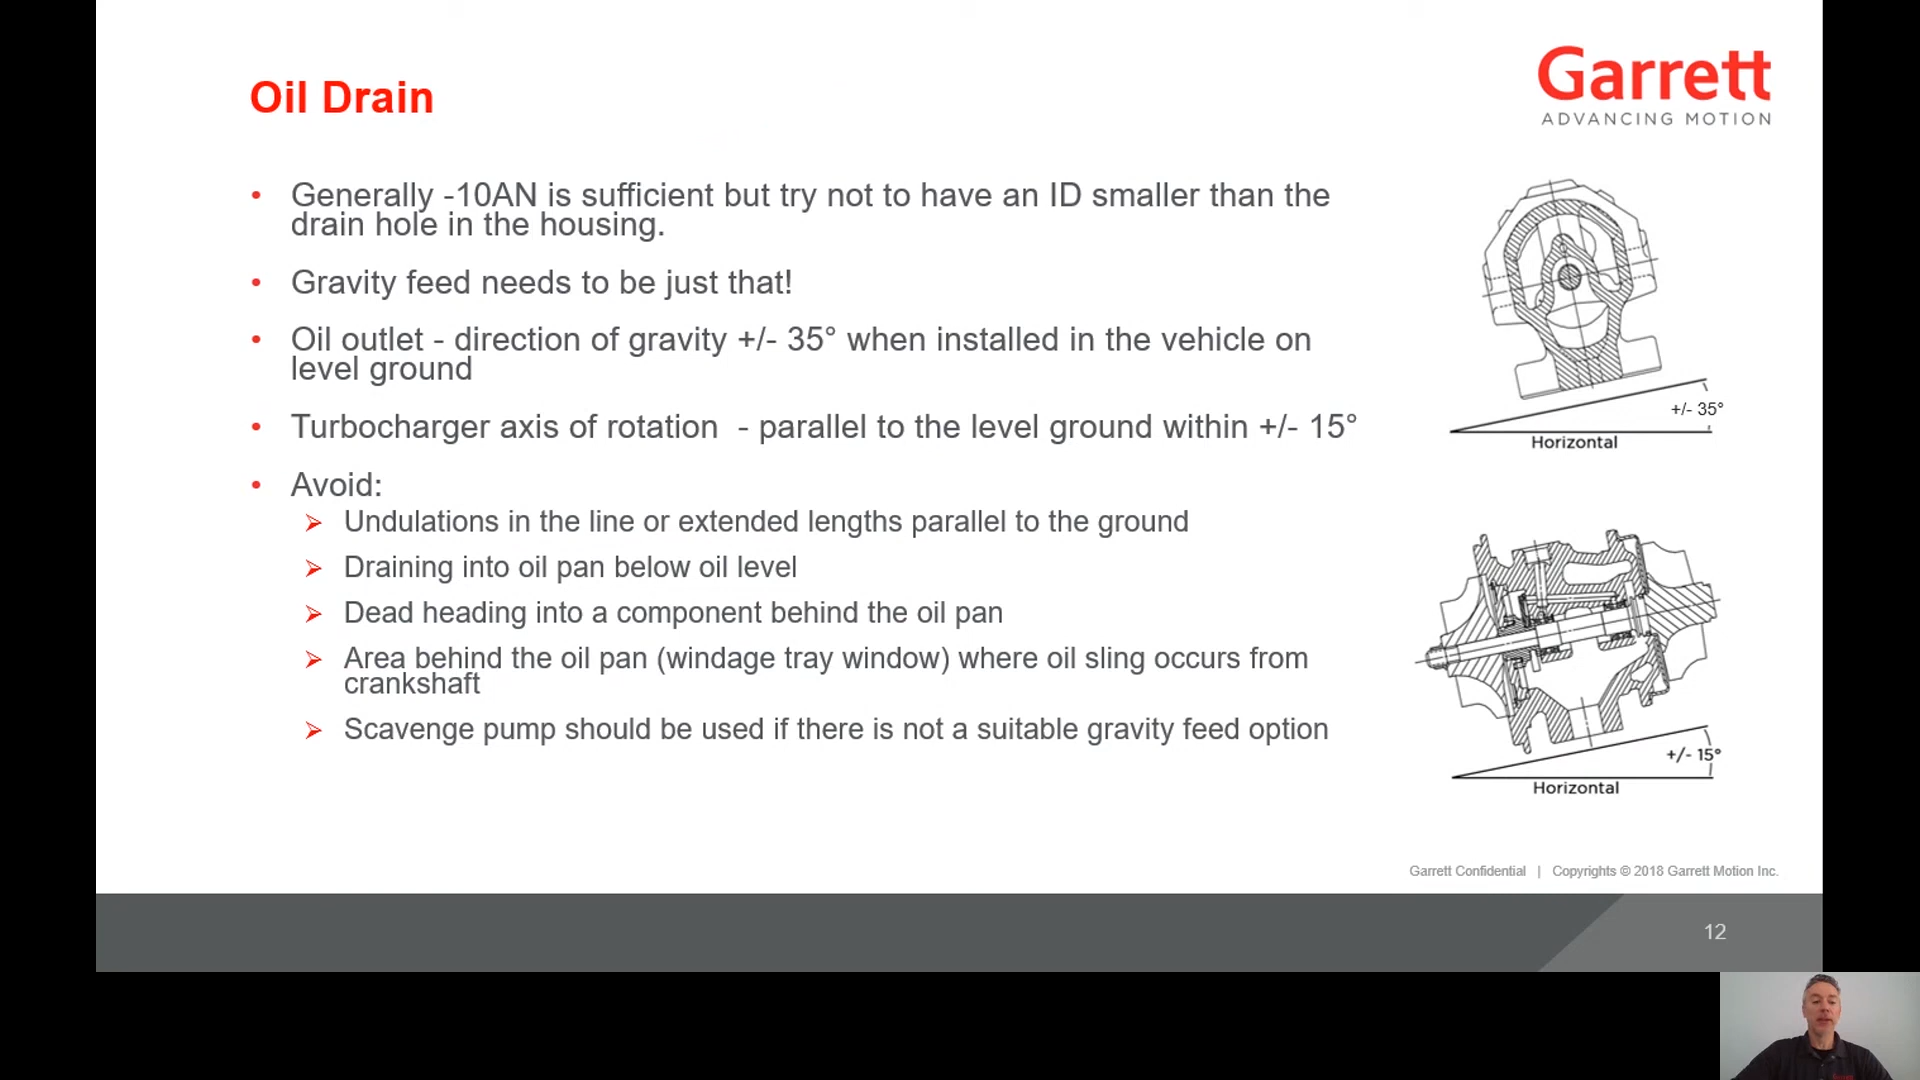 Oil Drain
Garrett
ADVANCING MOTION
• Generally -10AN is sufficient but try not to have an ID smaller than the
drain hole in the housing.
• Gravity feed needs to be just that!
• Oil outlet - direction of gravity +/- 35° when installed in the vehicle on
level ground
• Turbocharger axis of rotation - parallel to the level ground within +/- 15°
• Avoid:
➢ Undulations in the line or extended lengths parallel to the ground
➢ Draining into oil pan below oil level
➢ Dead heading into a component behind the oil pan
➢ Area behind the oil pan (windage tray window) where oil sling occurs from
crankshaft
➢ Scavenge pump should be used if there is not a suitable gravity feed option
+/- 35°
Horizontal
+/- 15°
Horizontal
Garrett Confidential | Copyrights © 2018 Garrett Motion Inc.
12